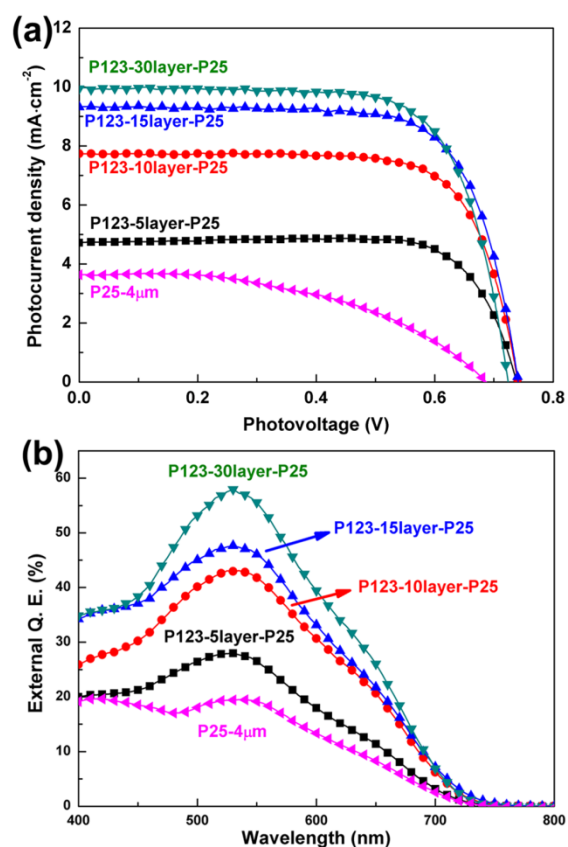 (a)
12
10
8
6
4
2
0
Photocurrent density (mA·cm⁻²)
P123-30layer-P25
P123-15layer-P25
P123-10layer-P25
P123-5layer-P25
P25-4μm
0.0 0.2 0.4 0.6 0.8
Photovoltage (V)
(b)
60
50
40
30
20
10
0
External Q. E. (%)
P123-30layer-P25
P123-15layer-P25
P123-10layer-P25
P123-5layer-P25
P25-4μm
400 500 600 700 800
Wavelength (nm)